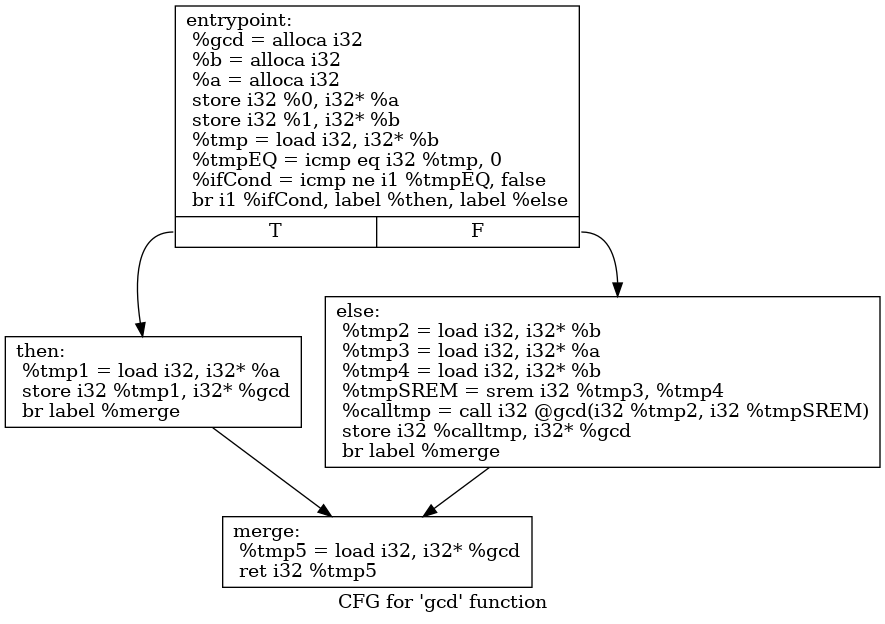 entrypoint:
%gcd = alloca i32
%b = alloca i32
%a = alloca i32
store i32 %0, i32* %a
store i32 %1, i32* %b
%tmp = load i32, i32* %b
%tmpEQ = icmp eq i32 %tmp, 0
%ifCond = icmp ne i1 %tmpEQ, false
br i1 %ifCond, label %then, label %else
T
F
then:
%tmp1 = load i32, i32* %a
store i32 %tmp1, i32* %gcd
br label %merge
else:
%tmp2 = load i32, i32* %b
%tmp3 = load i32, i32* %a
%tmp4 = load i32, i32* %b
%tmpSREM = srem i32 %tmp3, %tmp4
%calltmp = call i32 @gcd(i32 %tmp2, i32 %tmpSREM)
store i32 %calltmp, i32* %gcd
br label %merge
merge:
%tmp5 = load i32, i32* %gcd
ret i32 %tmp5
CFG for 'gcd' function